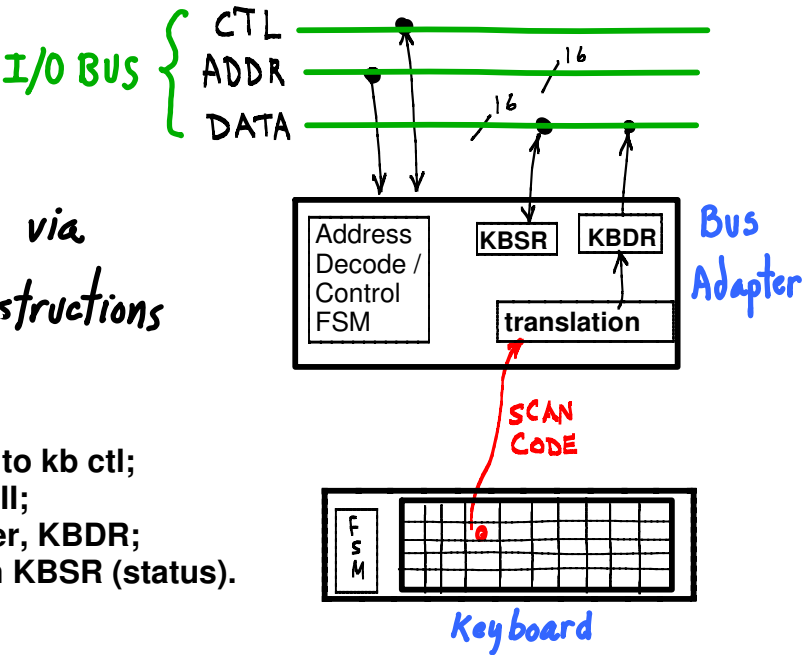 I/O BUS
CTL
ADDR
DATA
16
16
via
structions
Address
Decode /
Control
FSM
KBSR
KBDR
translation
Bus
Adapter
SCAN
CODE
to kb ctl;
ll;
er, KBDR;
KBSR (status).
FSM
Keyboard